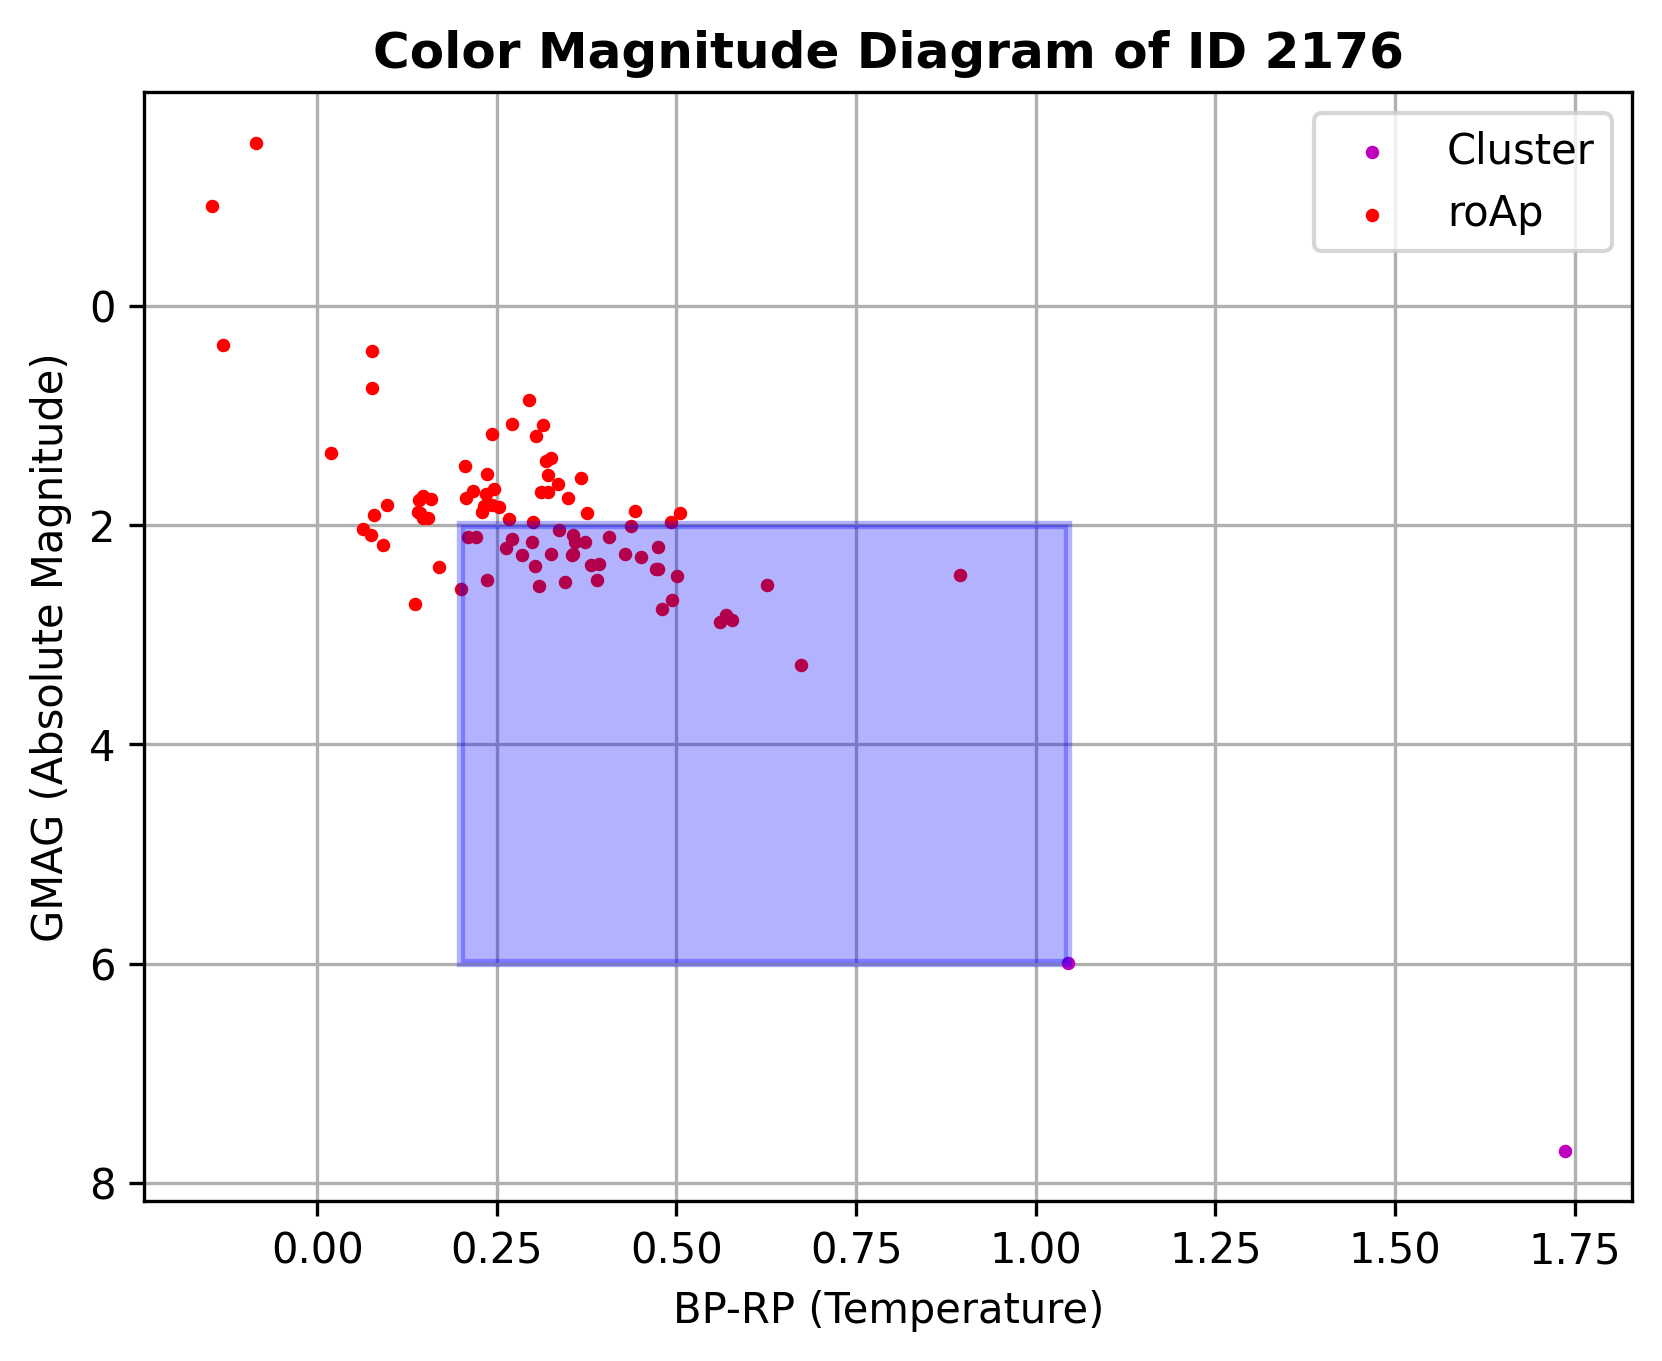 Color Magnitude Diagram of ID 2176
Cluster
roAp
GMAG (Absolute Magnitude)
0
2
4
6
8
0.00 0.25 0.50 0.75 1.00 1.25 1.50 1.75
BP-RP (Temperature)